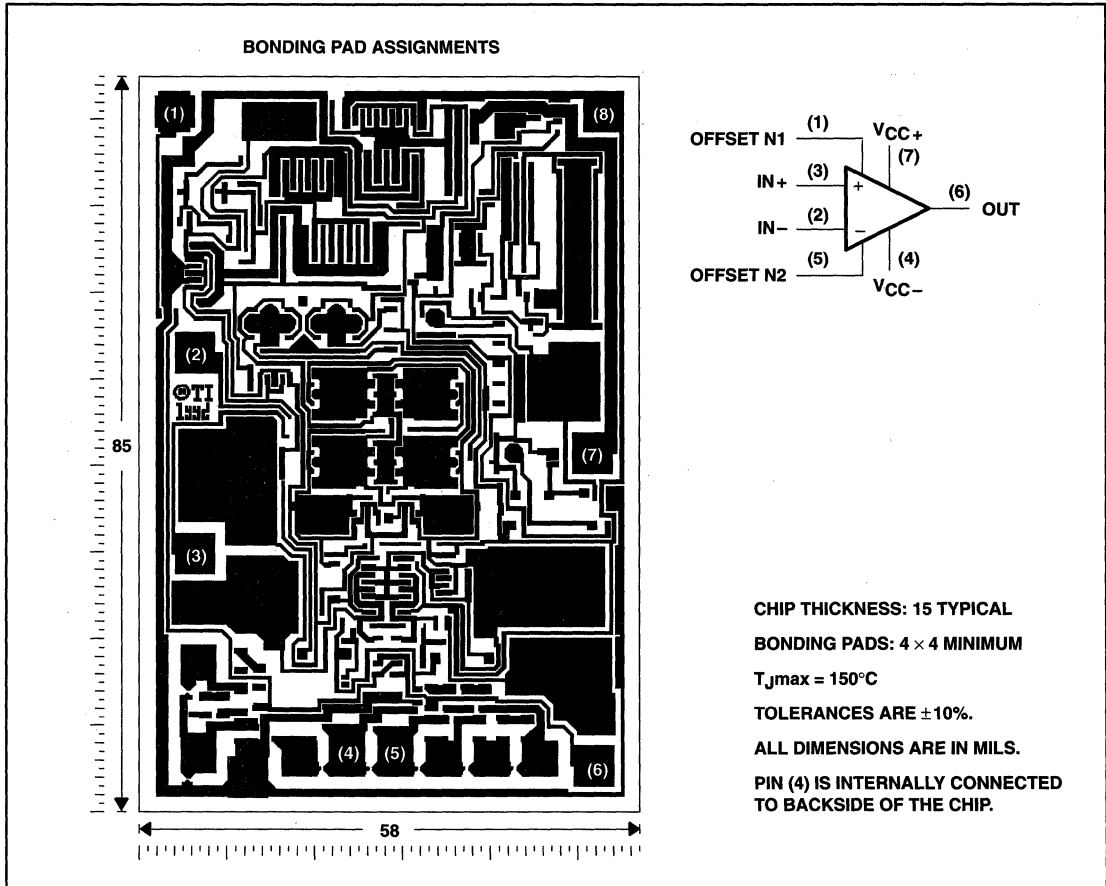 BONDING PAD ASSIGNMENTS
(1)
(8)
(2)
©TI
(7)
(3)
(4)
(5)
(6)
85
58
OFFSET N1
(1)
VCC+
(7)
IN+
(3)
+
(6)
OUT
IN−
(2)
−
OFFSET N2
(5)
(4)
VCC−
CHIP THICKNESS: 15 TYPICAL
BONDING PADS: 4 × 4 MINIMUM
TJmax = 150°C
TOLERANCES ARE ±10%.
ALL DIMENSIONS ARE IN MILS.
PIN (4) IS INTERNALLY CONNECTED
TO BACKSIDE OF THE CHIP.